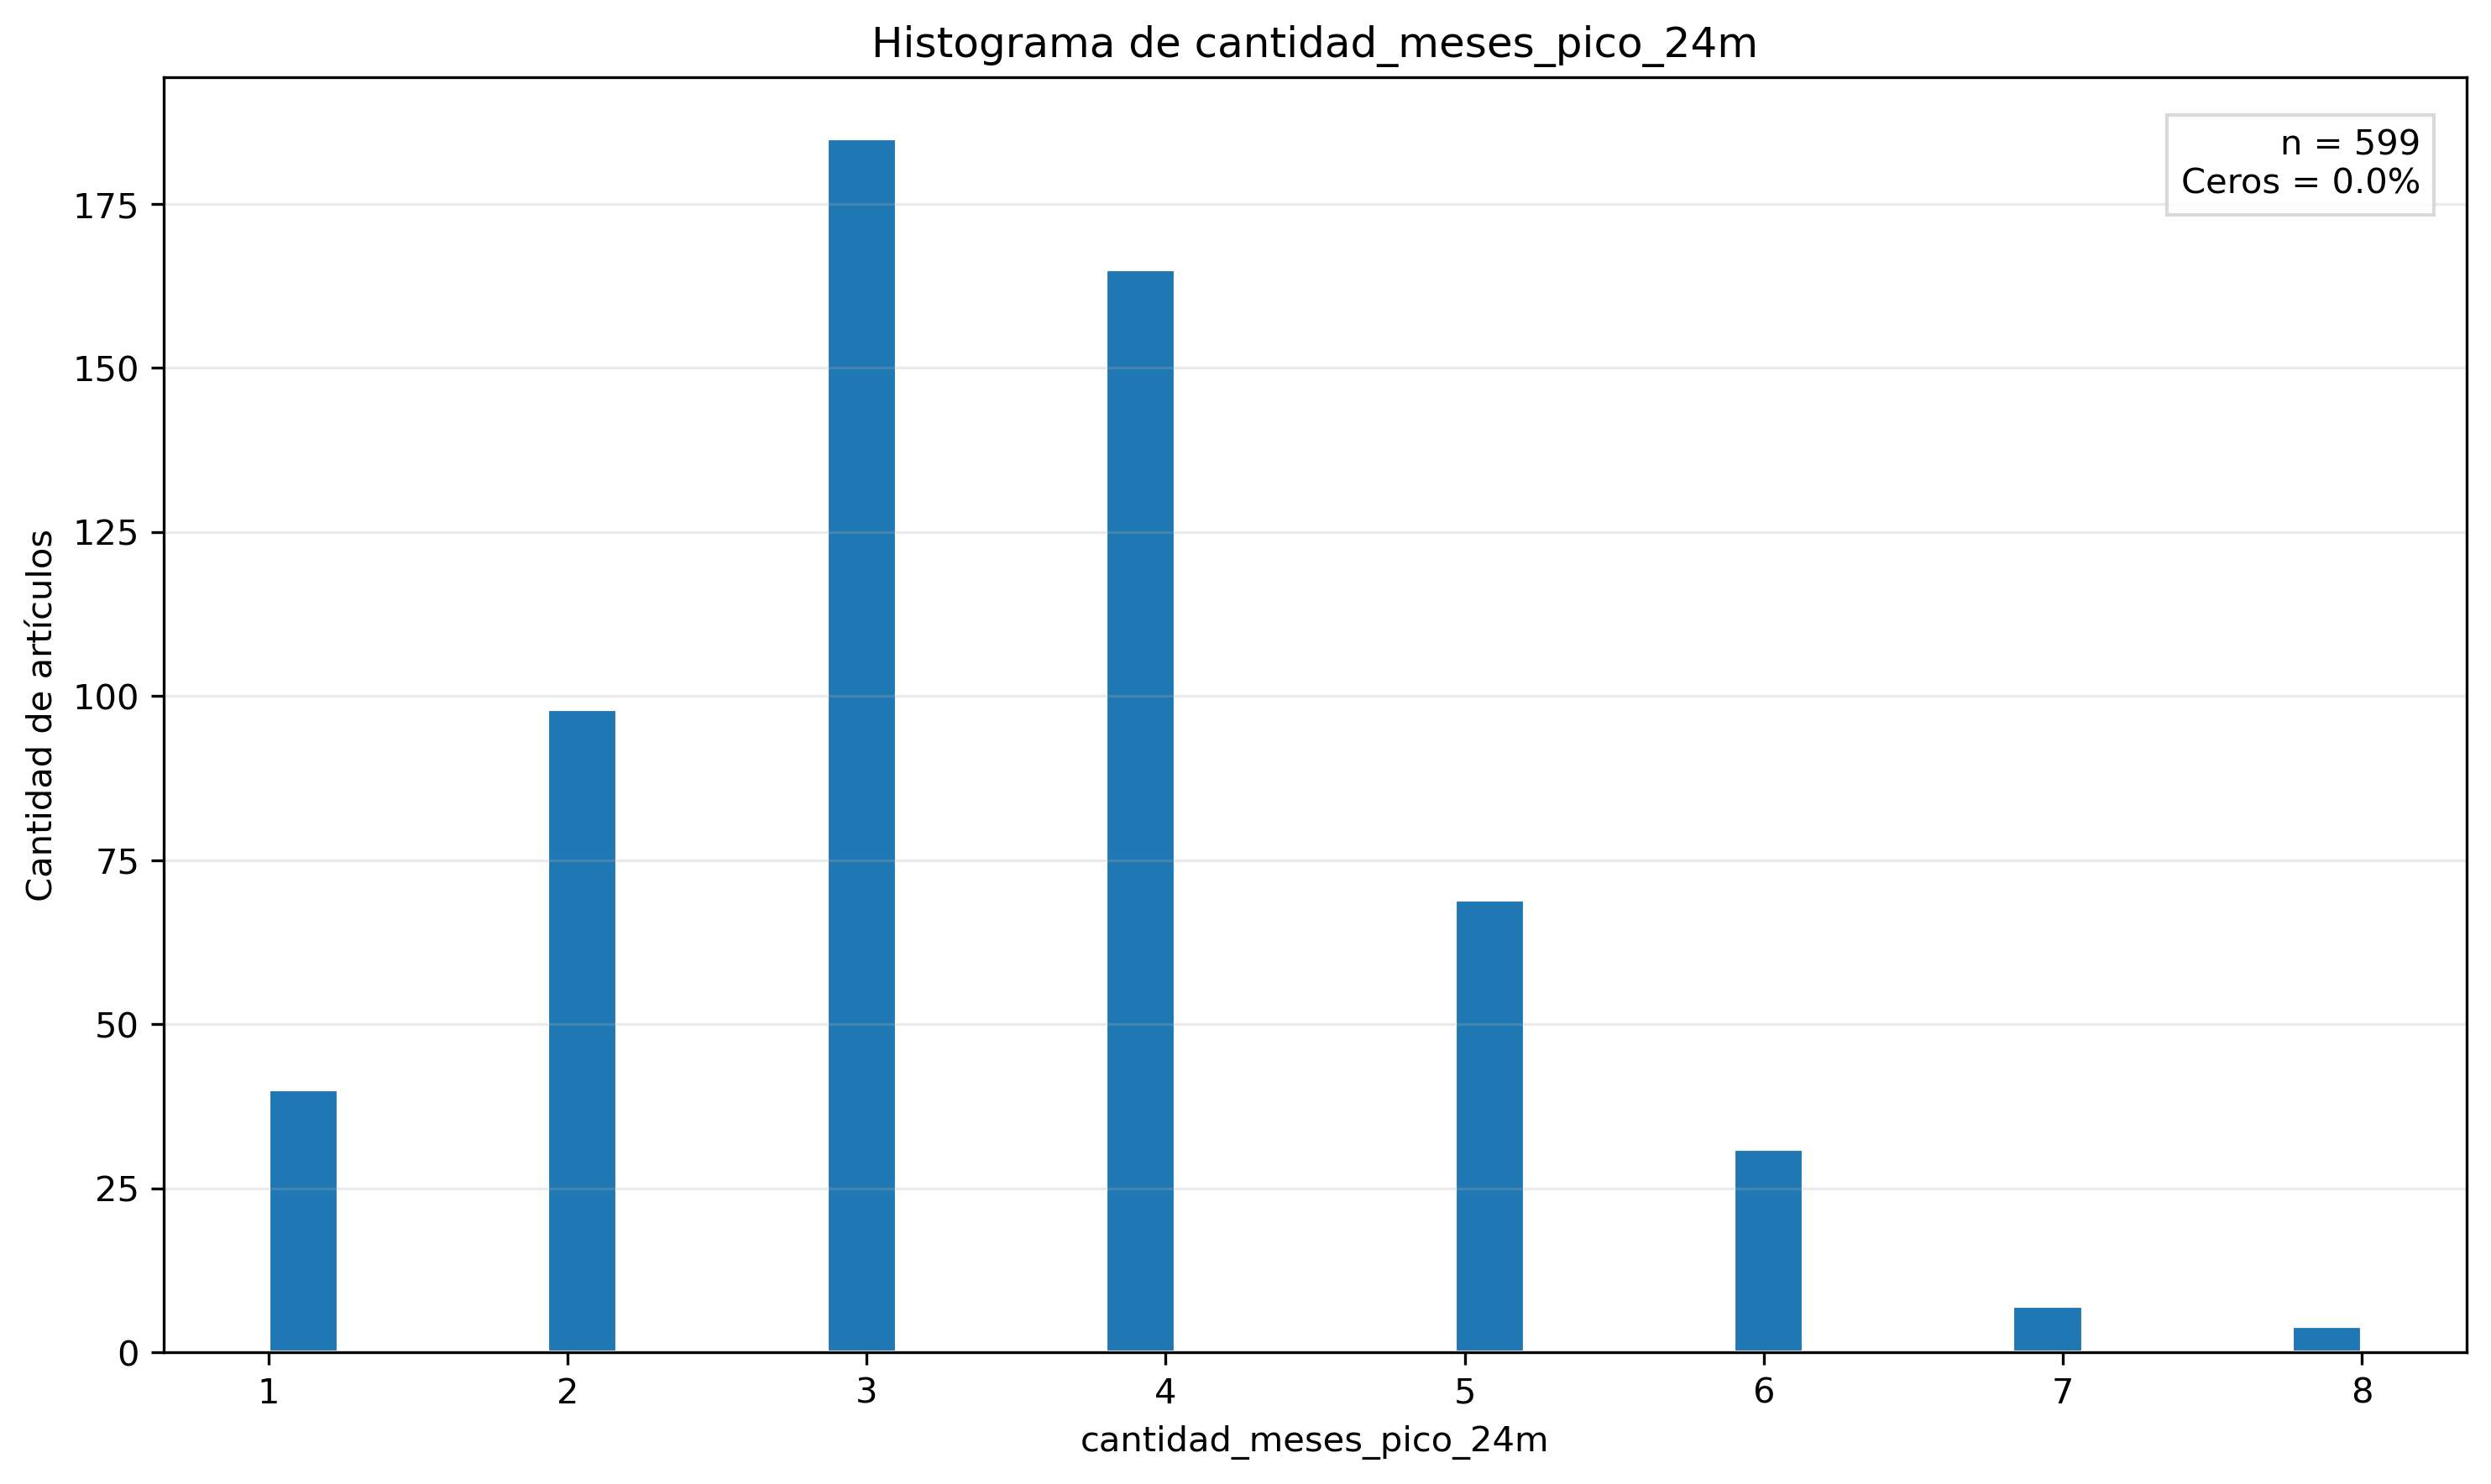 Histograma de cantidad_meses_pico_24m
n = 599
Ceros = 0.0%
Cantidad de artículos
175
150
125
100
75
50
25
0
1 2 3 4 5 6 7 8
cantidad_meses_pico_24m